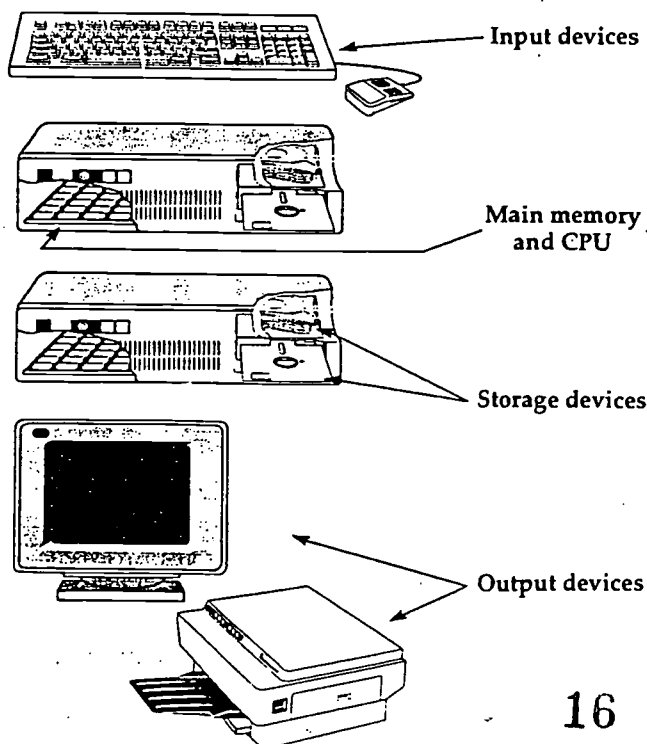 Input devices
Main memory
and CPU
Storage devices
Output devices
16